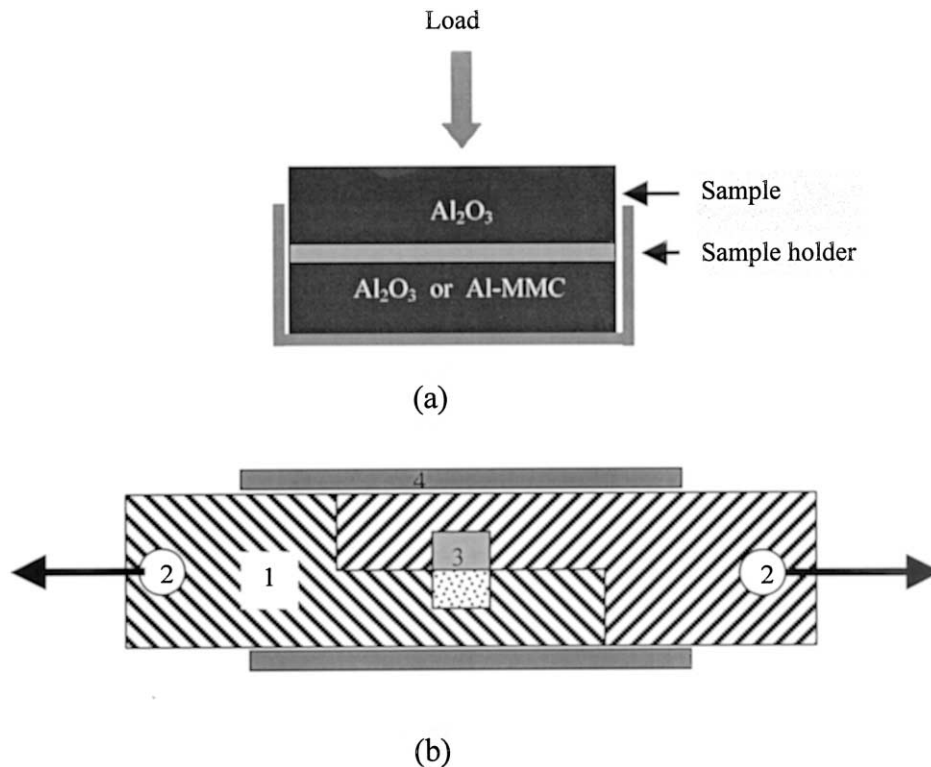 Load
Sample
Al₂O₃
Sample holder
Al₂O₃ or Al-MMC
(a)
4
3
2
1
2
(b)